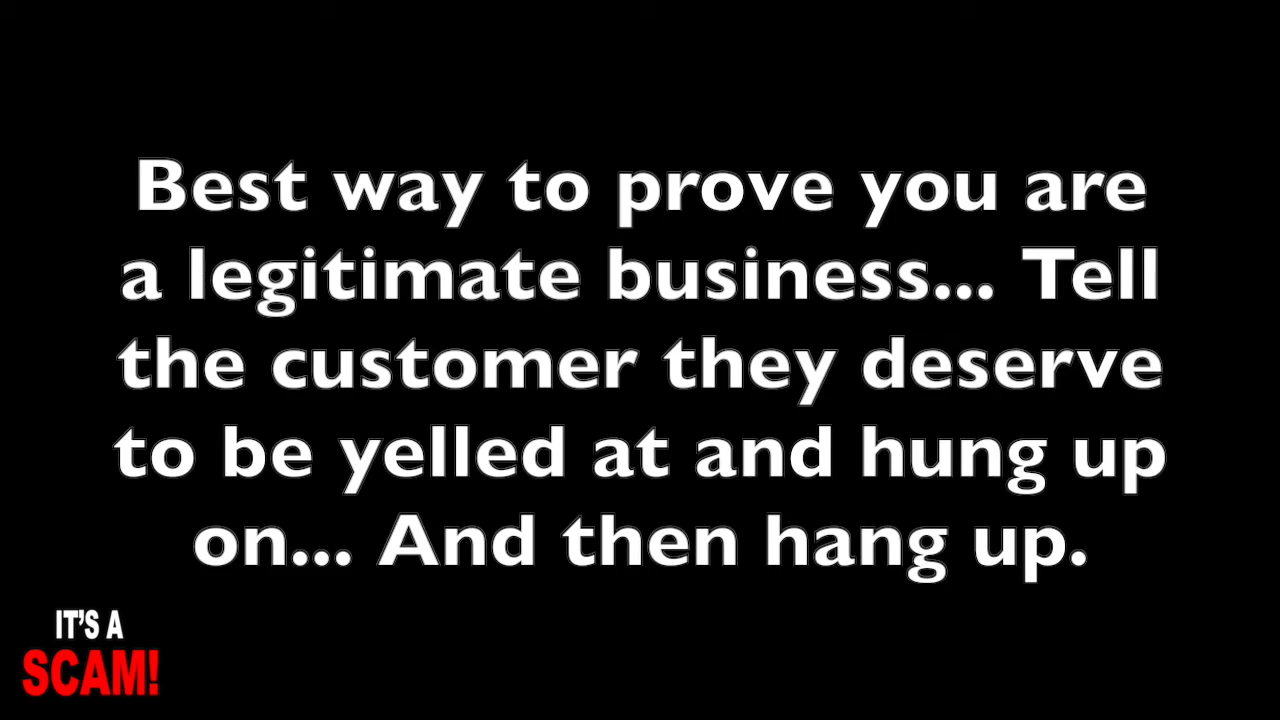 Best way to prove you are
a legitimate business... Tell
the customer they deserve
to be yelled at and hung up
on... And then hang up.
IT'S A
SCAM!